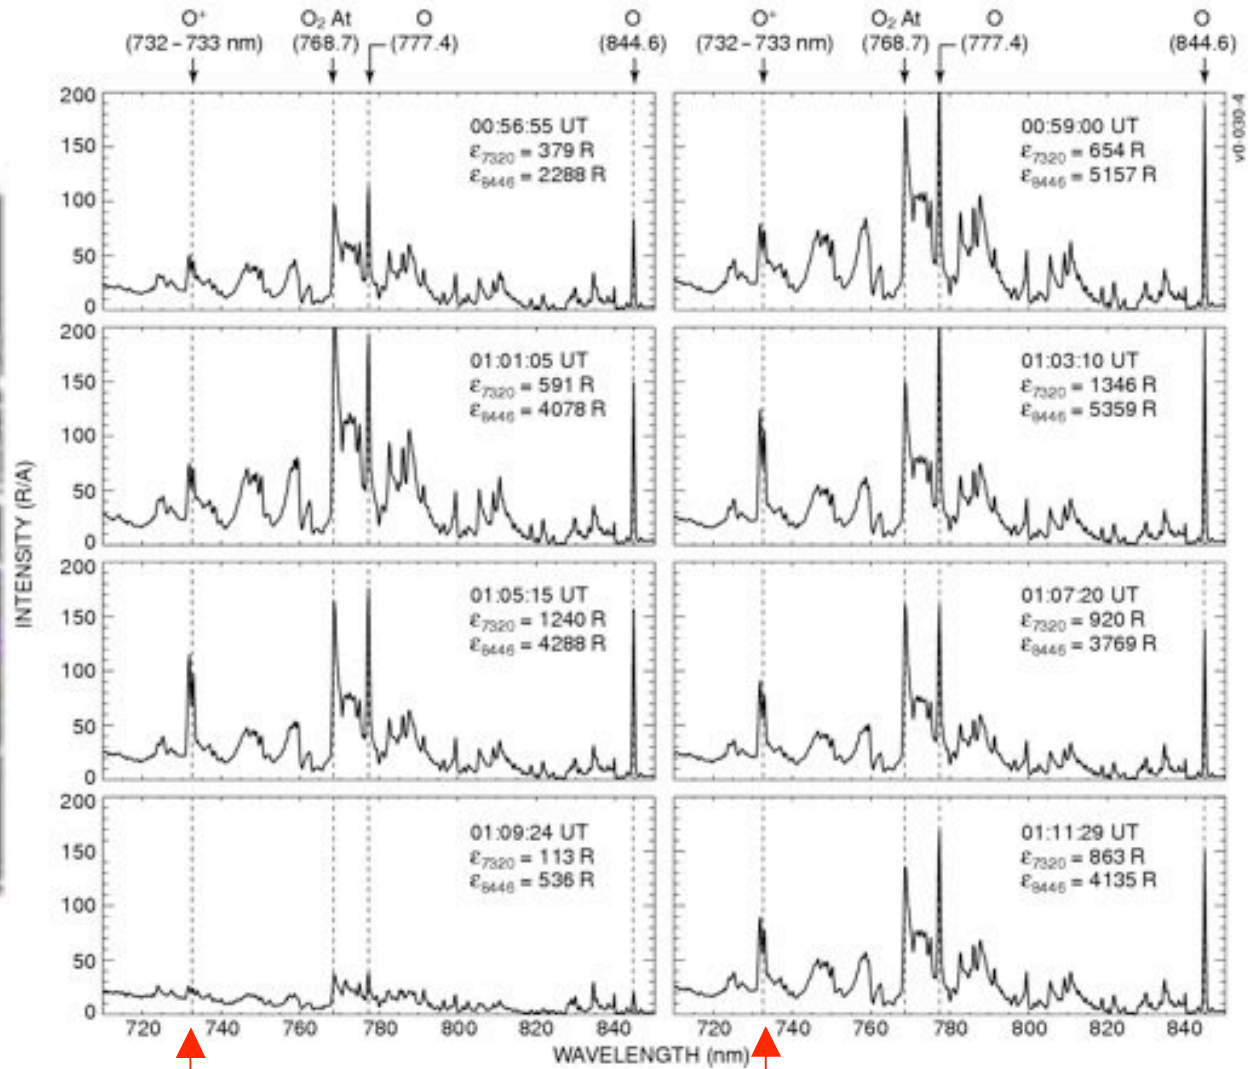 O⁺ O₂ At O O O⁺ O₂ At O O
(732–733 nm) (768.7) (777.4) (844.6) (732–733 nm) (768.7) (777.4) (844.6)
v0-030-4
INTENSITY (R/A)
200
150
100
50
0
00:56:55 UT
ε₇₃₂₀ = 379 R
ε₈₄₄₆ = 2288 R
00:59:00 UT
ε₇₃₂₀ = 654 R
ε₈₄₄₆ = 5157 R
200
150
100
50
0
01:01:05 UT
ε₇₃₂₀ = 591 R
ε₈₄₄₆ = 4078 R
01:03:10 UT
ε₇₃₂₀ = 1346 R
ε₈₄₄₆ = 5359 R
200
150
100
50
0
01:05:15 UT
ε₇₃₂₀ = 1240 R
ε₈₄₄₆ = 4288 R
01:07:20 UT
ε₇₃₂₀ = 920 R
ε₈₄₄₆ = 3769 R
200
150
100
50
0
01:09:24 UT
ε₇₃₂₀ = 113 R
ε₈₄₄₆ = 536 R
01:11:29 UT
ε₇₃₂₀ = 863 R
ε₈₄₄₆ = 4135 R
720 740 760 780 800 820 840 720 740 760 780 800 820 840
WAVELENGTH (nm)